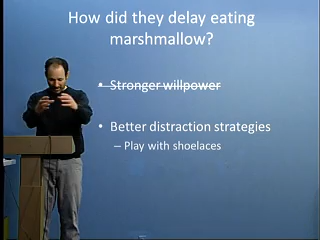 How did they delay eating
marshmallow?
• Stronger willpower
• Better distraction strategies
– Play with shoelaces